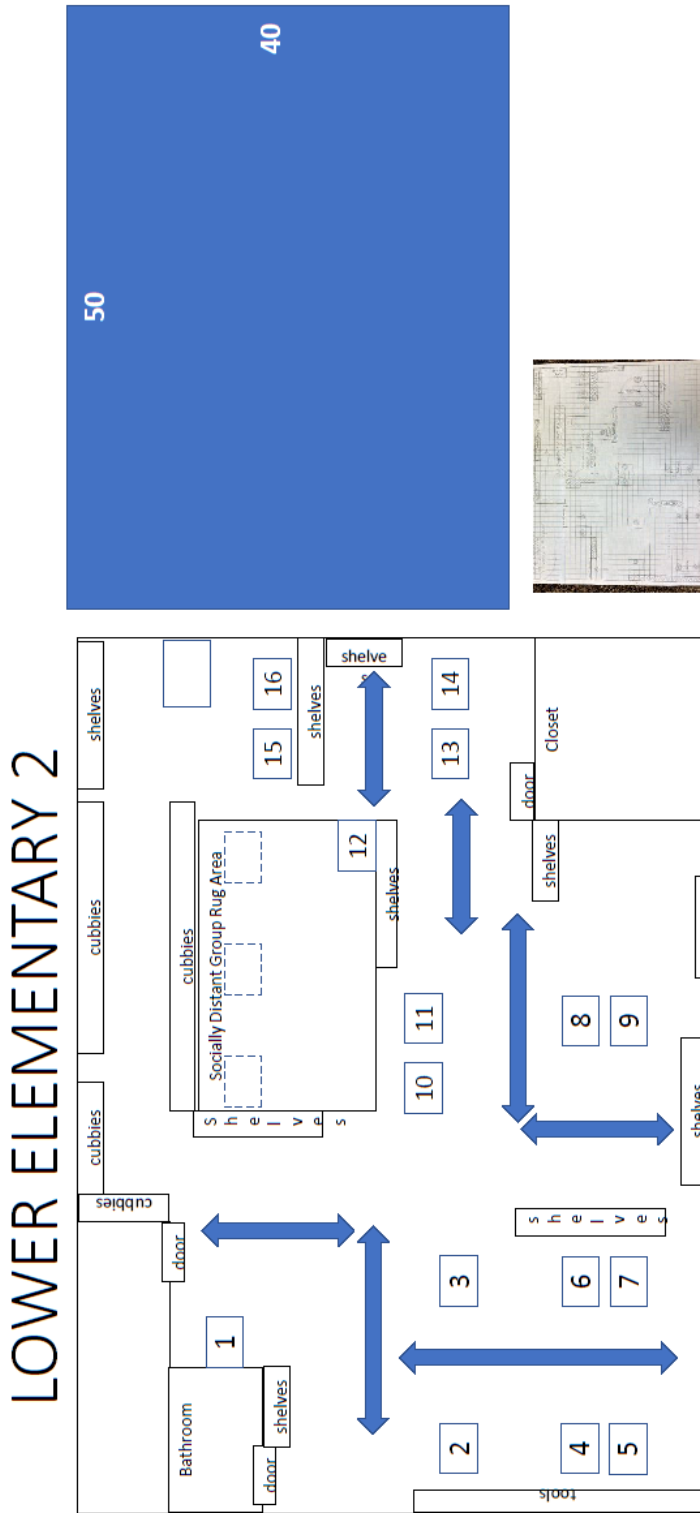 LOWER ELEMENTARY 2
50
40
cubbies
cubbies
shelves
cubbies
door
cubbies
Socially Distant Group Rug Area
Shelves
1
Bathroom
shelves
door
12
shelves
15
16
shelves
shelve
13
14
10
11
2
3
4
5
6
7
shelves
8
9
shelves
door
Closet
shelves
tools